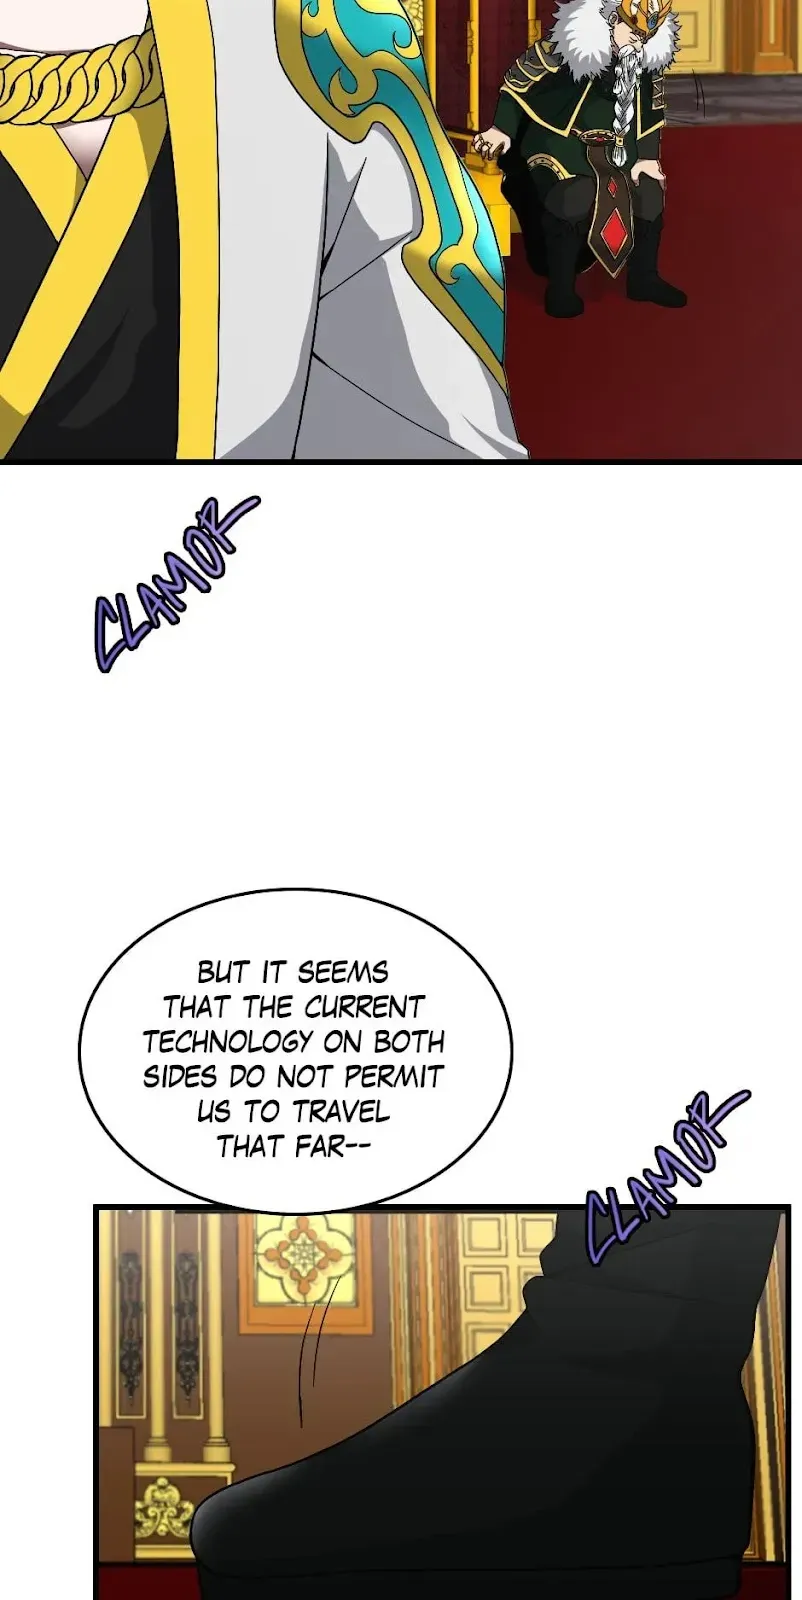 CLAMOR
BUT IT SEEMS
THAT THE CURRENT
TECHNOLOGY ON BOTH
SIDES DO NOT PERMIT
US TO TRAVEL
THAT FAR--
CLAMOR